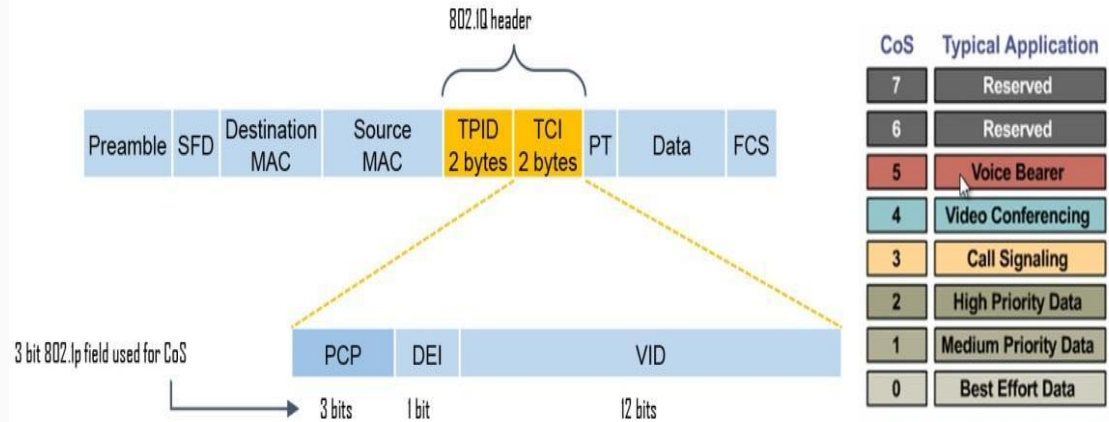 802.1Q header
Preamble
SFD
Destination
MAC
Source
MAC
TPID
2 bytes
TCI
2 bytes
PT
Data
FCS
3 bit 802.1p field used for CoS
PCP
DEI
VID
3 bits
1 bit
12 bits
CoS Typical Application
7 Reserved
6 Reserved
5 Voice Bearer
4 Video Conferencing
3 Call Signaling
2 High Priority Data
1 Medium Priority Data
0 Best Effort Data